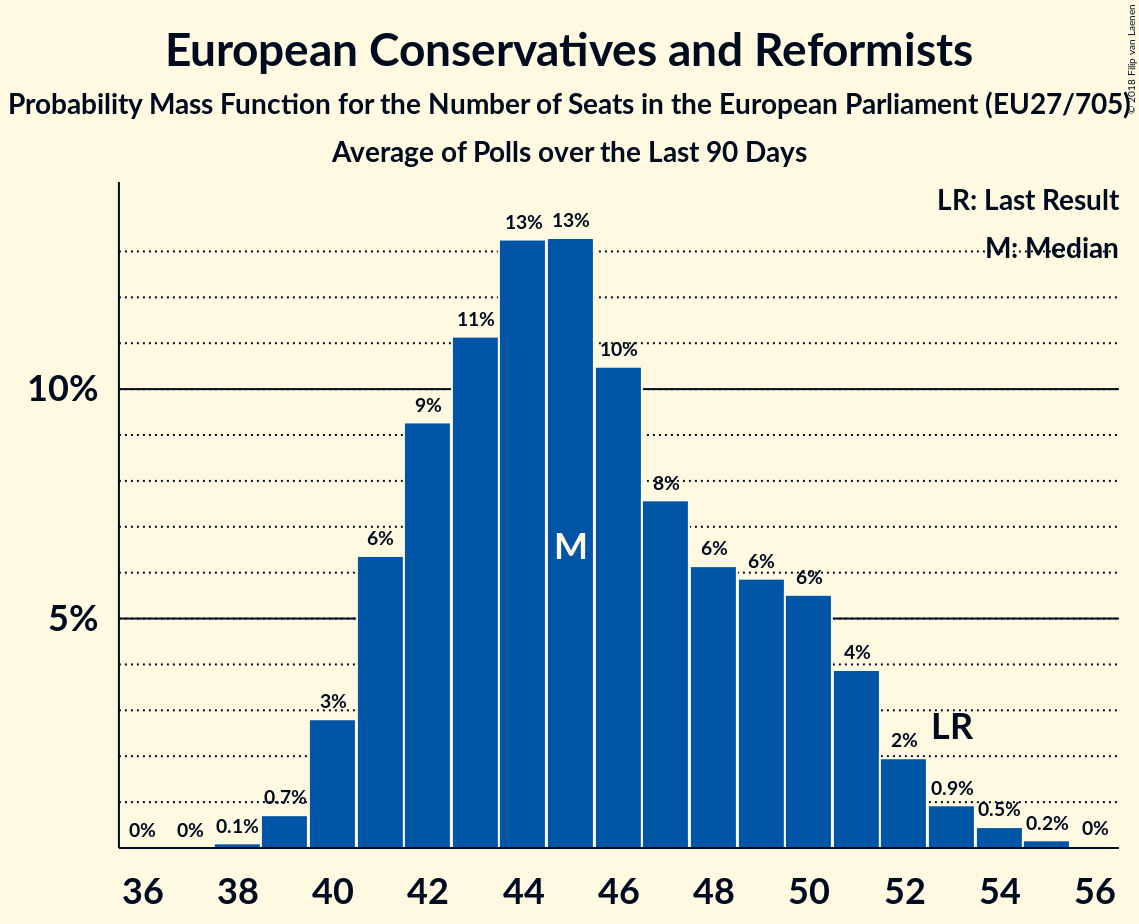 European Conservatives and Reformists
Probability Mass Function for the Number of Seats in the European Parliament (EU27/705)
Average of Polls over the Last 90 Days
© 2018 Filip van Laenen
LR: Last Result
M: Median
13% 13%
11%
10%
10%
9%
8%
6%
6%
6%
6%
M
5%
4%
3%
LR
2%
0.9%
0.7%
0.5%
0% 0% 0.1%
0.2% 0%
36 38 40 42 44 46 48 50 52 54 56